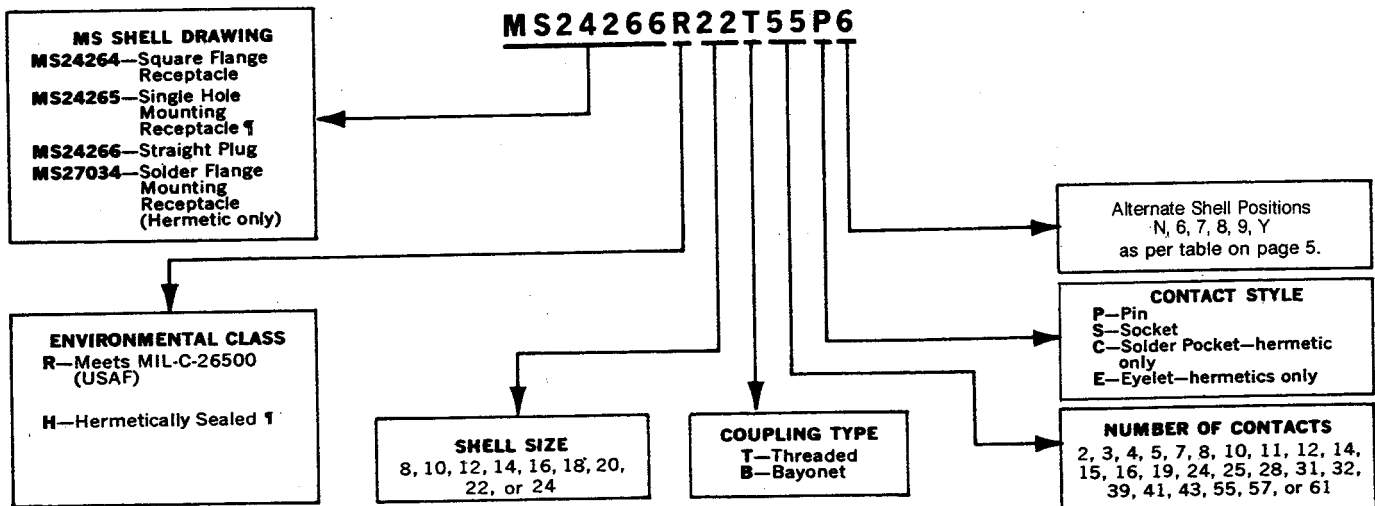 MS24266R22T55P6
MS SHELL DRAWING
MS24264—Square Flange
Receptacle
MS24265—Single Hole
Mounting
Receptacle ¶
MS24266—Straight Plug
MS27034—Solder Flange
Mounting
Receptacle
(Hermetic only)
Alternate Shell Positions
N, 6, 7, 8, 9, Y
as per table on page 5.
CONTACT STYLE
P—Pin
S—Socket
C—Solder Pocket—hermetic
only
E—Eyelet—hermetics only
ENVIRONMENTAL CLASS
R—Meets MIL-C-26500
(USAF)
H—Hermetically Sealed ¶
SHELL SIZE
8, 10, 12, 14, 16, 18, 20,
22, or 24
COUPLING TYPE
T—Threaded
B—Bayonet
NUMBER OF CONTACTS
2, 3, 4, 5, 7, 8, 10, 11, 12, 14,
15, 16, 19, 24, 25, 28, 31, 32,
39, 41, 43, 55, 57, or 61